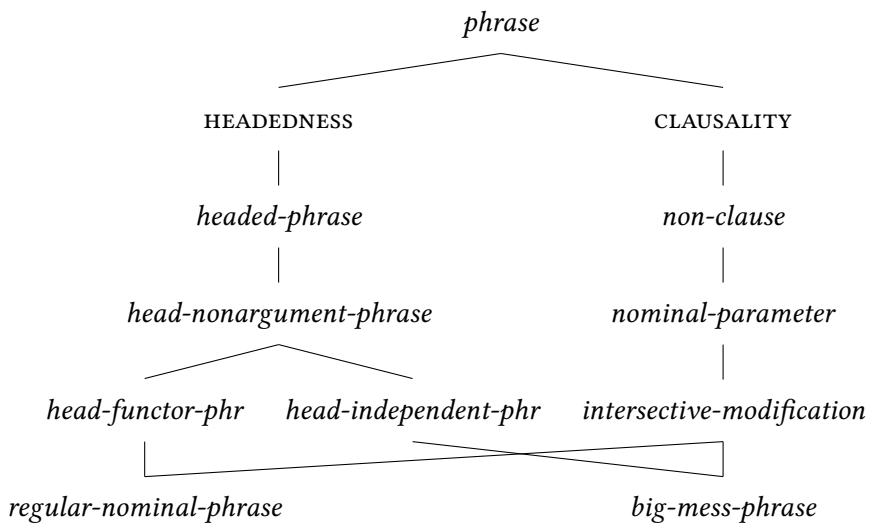 phrase
HEADEDNESS CLAUSALITY
headed-phrase non-clause
head-nonargument-phrase nominal-parameter
head-functor-phr head-independent-phr intersective-modification
regular-nominal-phrase big-mess-phrase